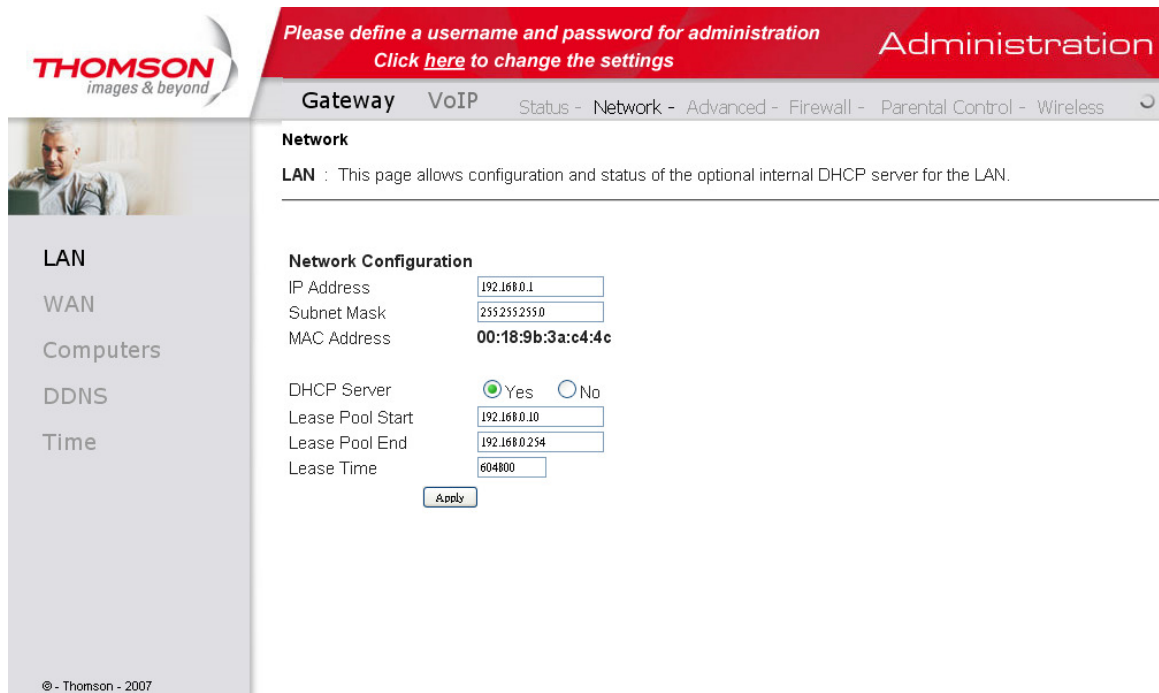 THOMSON
images & beyond
Please define a username and password for administration
Click here to change the settings
Administration
Gateway VoIP Status - Network - Advanced - Firewall - Parental Control - Wireless
Network
LAN : This page allows configuration and status of the optional internal DHCP server for the LAN.
LAN
WAN
Computers
DDNS
Time
Network Configuration
IP Address 192.168.0.1
Subnet Mask 255.255.255.0
MAC Address 00:18:9b:3a:c4:4c
DHCP Server Yes No
Lease Pool Start 192.168.0.10
Lease Pool End 192.168.0.254
Lease Time 604800
Apply
© - Thomson - 2007